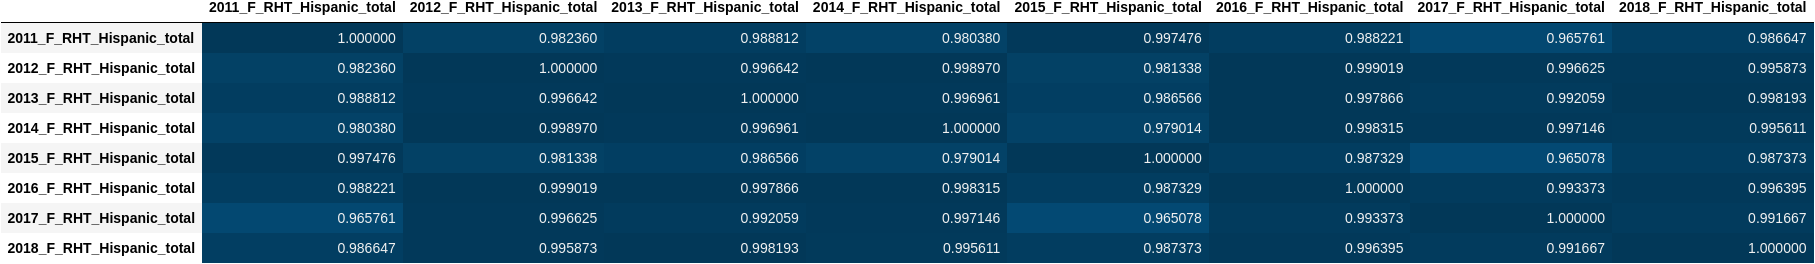 2011_F_RHT_Hispanic_total 2012_F_RHT_Hispanic_total 2013_F_RHT_Hispanic_total 2014_F_RHT_Hispanic_total 2015_F_RHT_Hispanic_total 2016_F_RHT_Hispanic_total 2017_F_RHT_Hispanic_total 2018_F_RHT_Hispanic_total
2011_F_RHT_Hispanic_total 1.000000 0.982360 0.988812 0.980380 0.997476 0.988221 0.965761 0.986647
2012_F_RHT_Hispanic_total 0.982360 1.000000 0.996642 0.998970 0.981338 0.999019 0.996625 0.995873
2013_F_RHT_Hispanic_total 0.988812 0.996642 1.000000 0.996961 0.986566 0.997866 0.992059 0.998193
2014_F_RHT_Hispanic_total 0.980380 0.998970 0.996961 1.000000 0.979014 0.998315 0.997146 0.995611
2015_F_RHT_Hispanic_total 0.997476 0.981338 0.986566 0.979014 1.000000 0.987329 0.965078 0.987373
2016_F_RHT_Hispanic_total 0.988221 0.999019 0.997866 0.998315 0.987329 1.000000 0.993373 0.996395
2017_F_RHT_Hispanic_total 0.965761 0.996625 0.992059 0.997146 0.965078 0.993373 1.000000 0.991667
2018_F_RHT_Hispanic_total 0.986647 0.995873 0.998193 0.995611 0.987373 0.996395 0.991667 1.000000